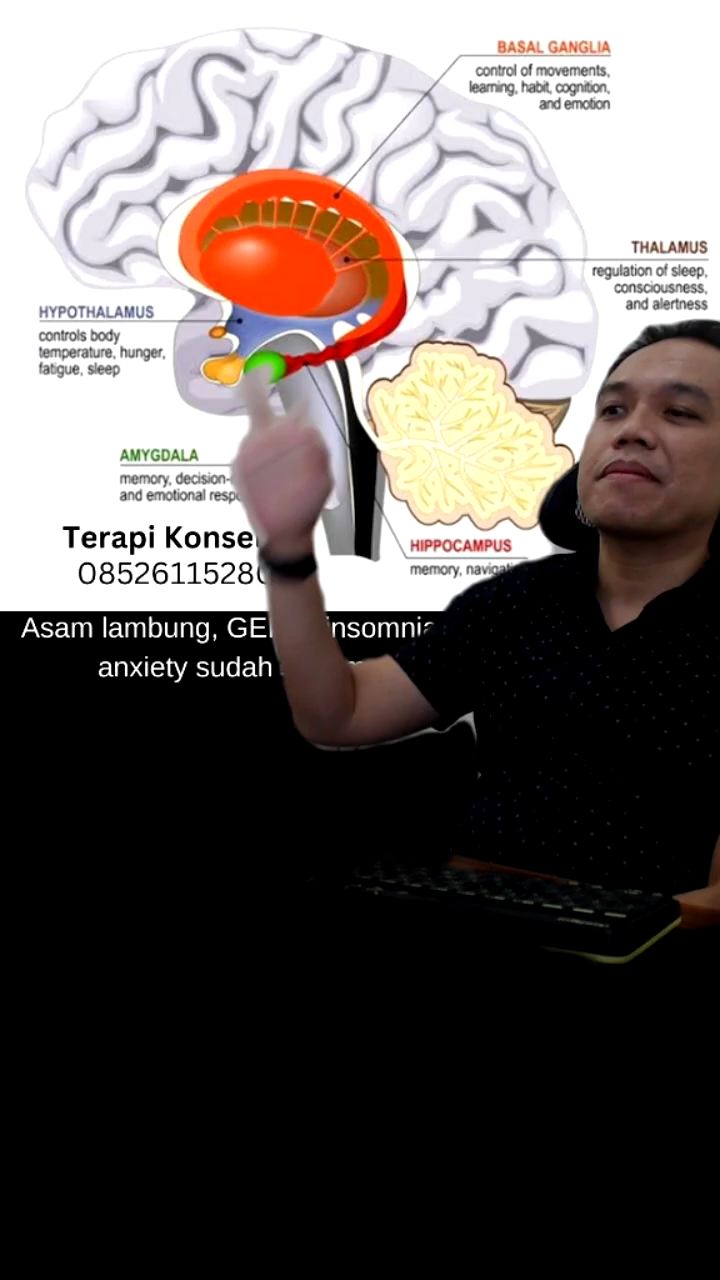 BASAL GANGLIA
control of movements,
learning, habit, cognition,
and emotion
THALAMUS
regulation of sleep,
consciousness,
and alertness
HYPOTHALAMUS
controls body
temperature, hunger,
fatigue, sleep
AMYGDALA
memory,
and emotional
Terapi
HIPPOCAMPUS
memory,
Asam lambung, insomnia
anxiety sudah